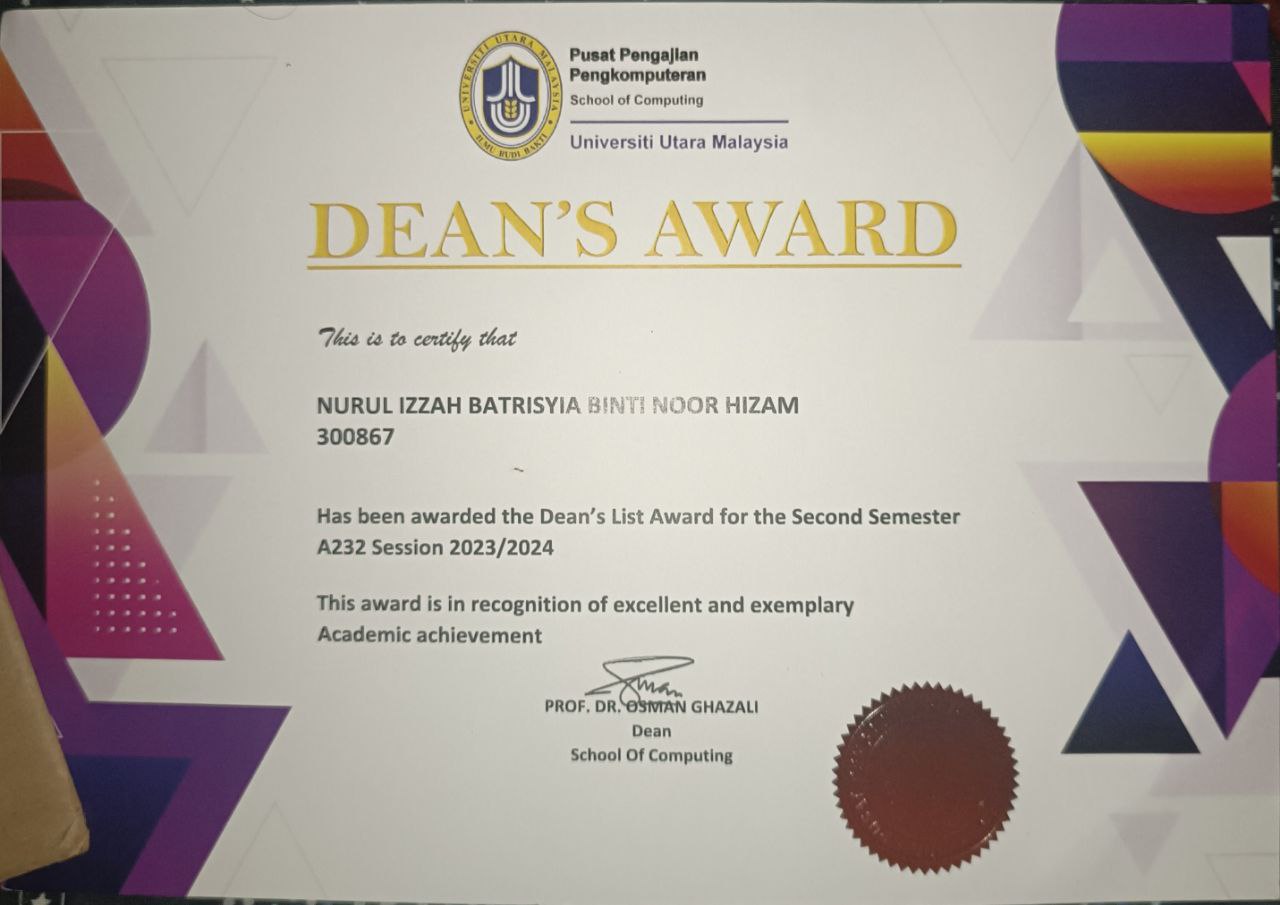 UNIVERSITI UTARA MALAYSIA
ILMU BUDI BAKTI
Pusat Pengajian
Pengkomputeran
School of Computing
Universiti Utara Malaysia
DEAN'S AWARD
This is to certify that
NURUL IZZAH BATRISYIA BINTI NOOR HIZAM
300867
Has been awarded the Dean's List Award for the Second Semester
A232 Session 2023/2024
This award is in recognition of excellent and exemplary
Academic achievement
PROF. DR. OSMAN GHAZALI
Dean
School Of Computing